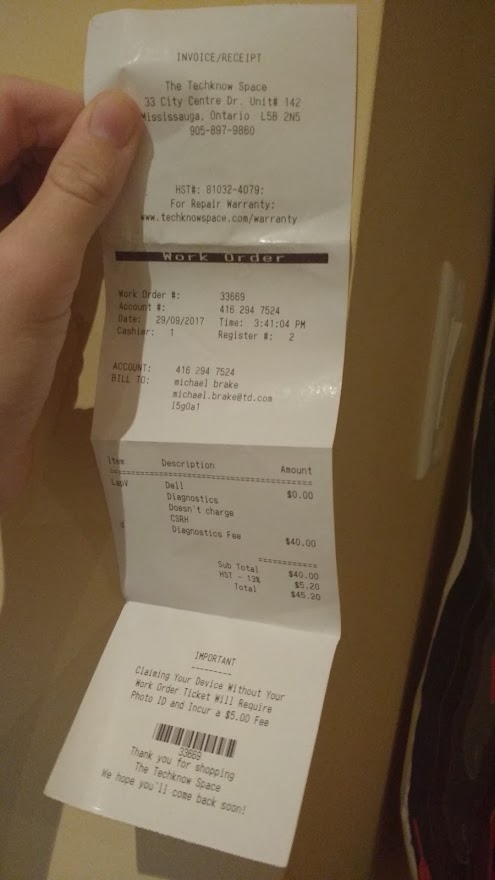 INVOICE/RECEIPT
The Techknow Space
33 City Centre Dr. Unit# 142
Mississauga, Ontario L5B 2N5
905-897-9860
HST#: 81032-4079:
For Repair Warranty:
www.techknowspace.com/warranty
Work Order
Work Order #: 33669
Account #: 416 294 7524
Date: 29/09/2017 Time: 3:41:04 PM
Cashier: 1 Register #: 2
ACCOUNT: 416 294 7524
BILL TO: michael brake
michael.brake@td.com
l5g0a1
Item Description Amount
LapV Dell $0.00
Diagnostics
Doesn't charge
CSRH
d Diagnostics Fee $40.00
Sub Total $40.00
HST - 13% $5.20
Total $45.20
IMPORTANT
Claiming Your Device Without Your
Work Order Ticket Will Require
Photo ID and Incur a $5.00 Fee
33669
Thank you for shopping
The Techknow Space
We hope you'll come back soon!